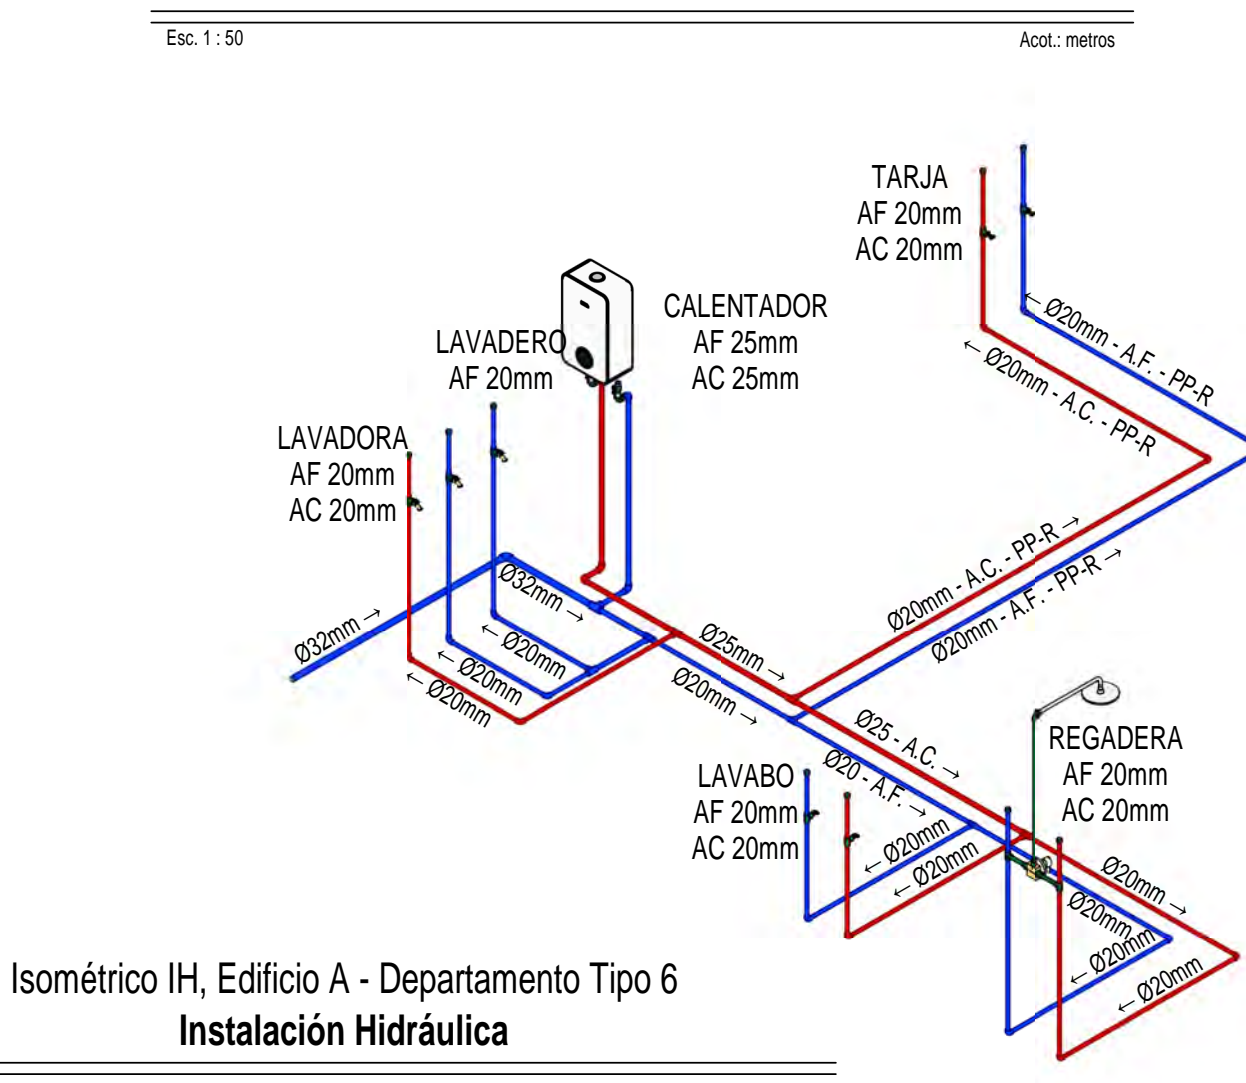 Esc. 1 : 50
Acot.: metros
TARJA
AF 20mm
AC 20mm
← Ø20mm - A.F. - PP-R
← Ø20mm - A.C. - PP-R
CALENTADOR
AF 25mm
AC 25mm
LAVADERO
AF 20mm
LAVADORA
AF 20mm
AC 20mm
Ø32mm →
Ø32mm →
← Ø20mm
← Ø20mm
← Ø20mm
Ø25mm →
Ø20mm →
Ø20mm - A.C. - PP-R →
Ø20mm - A.F. - PP-R →
Ø25 - A.C. →
Ø20 - A.F. →
LAVABO
AF 20mm
AC 20mm
← Ø20mm
← Ø20mm
REGADERA
AF 20mm
AC 20mm
Ø20mm →
Ø20mm →
← Ø20mm
← Ø20mm
Isométrico IH, Edificio A - Departamento Tipo 6
Instalación Hidráulica